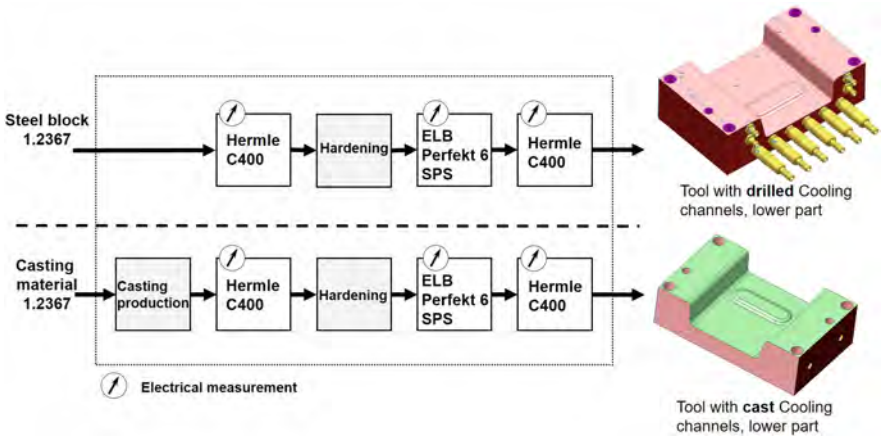 Steel block
1.2367
Hermle
C400
Hardening
ELB
Perfekt 6
SPS
Hermle
C400
Tool with drilled Cooling
channels, lower part
Casting
material
1.2367
Casting
production
Hermle
C400
Hardening
ELB
Perfekt 6
SPS
Hermle
C400
Electrical measurement
Tool with cast Cooling
channels, lower part